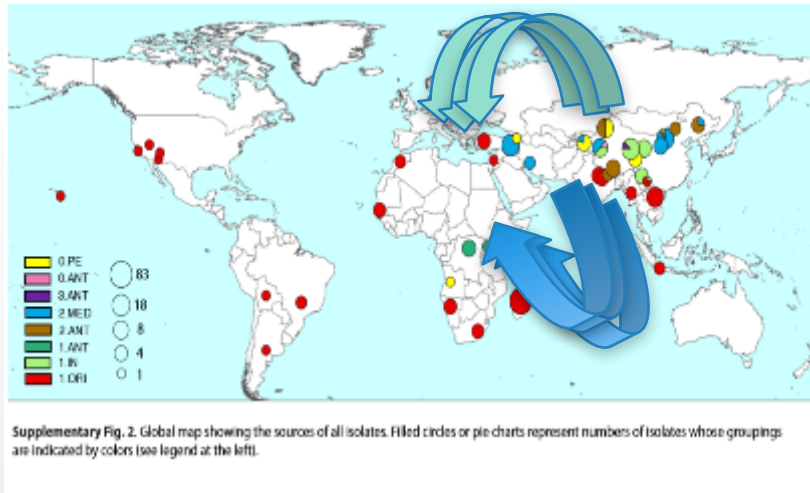 0.PE
0.ANT
3.ANT
2.MED
2.ANT
1.ANT
1.IN
1.ORI
83
18
8
4
1
Supplementary Fig. 2. Global map showing the sources of all isolates. Filled circles or pie charts represent numbers of isolates whose groupings
are indicated by colors (see legend at the left).